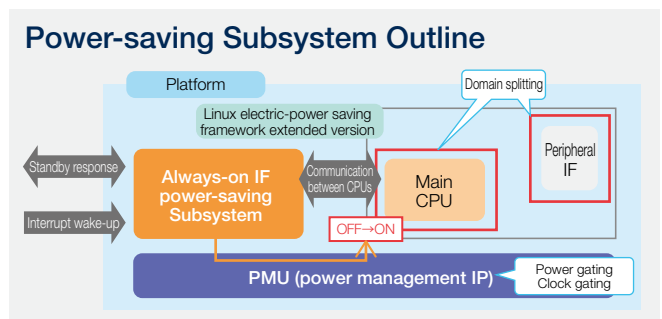 Power-saving Subsystem Outline
Platform
Domain splitting
Linux electric-power saving
framework extended version
Standby response
Interrupt wake-up
Always-on IF
power-saving
Subsystem
Communication
between CPUs
Main
CPU
Peripheral
IF
OFF→ON
PMU (power management IP)
Power gating
Clock gating